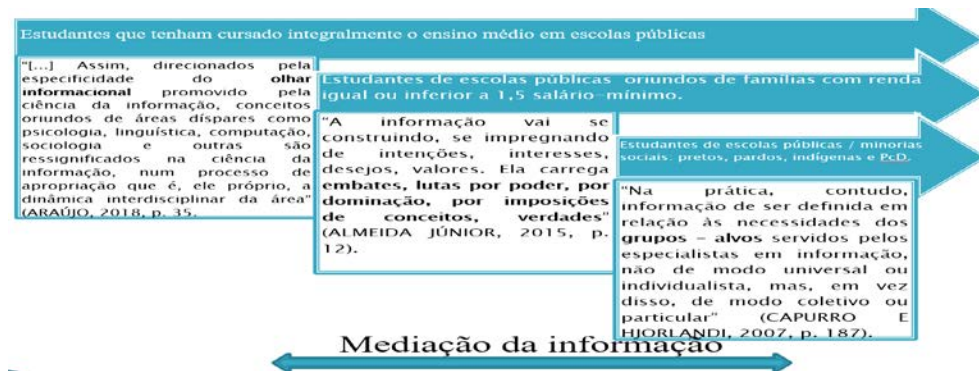 Estudantes que tenham cursado integralmente o ensino médio em escolas públicas
"[...] Assim, direcionados pela
especificidade do olhar
informacional promovido pela
ciência da informação, conceitos
oriundos de áreas díspares como
psicologia, linguística, computação,
sociologia e outras são
ressignificados na ciência da
informação, num processo de
apropriação que é, ele próprio, a
dinâmica interdisciplinar da área"
(ARAÚJO, 2018, p. 35.
Estudantes de escolas públicas oriundos de famílias com renda
igual ou inferior a 1,5 salário-mínimo.
"A informação vai se
construindo, se impregnando
de intenções, interesses,
desejos, valores. Ela carrega
embates, lutas por poder, por
dominação, por imposições
de conceitos, verdades"
(ALMEIDA JÚNIOR, 2015, p.
12).
Estudantes de escolas públicas / minorias
sociais: pretos, pardos, indígenas e PcD.
"Na prática, contudo,
informação de ser definida em
relação às necessidades dos
grupos – alvos servidos pelos
especialistas em informação,
não de modo universal ou
individualista, mas, em vez
disso, de modo coletivo ou
particular" (CAPURRO E
HJORLANDI, 2007, p. 187).
Mediação da informação